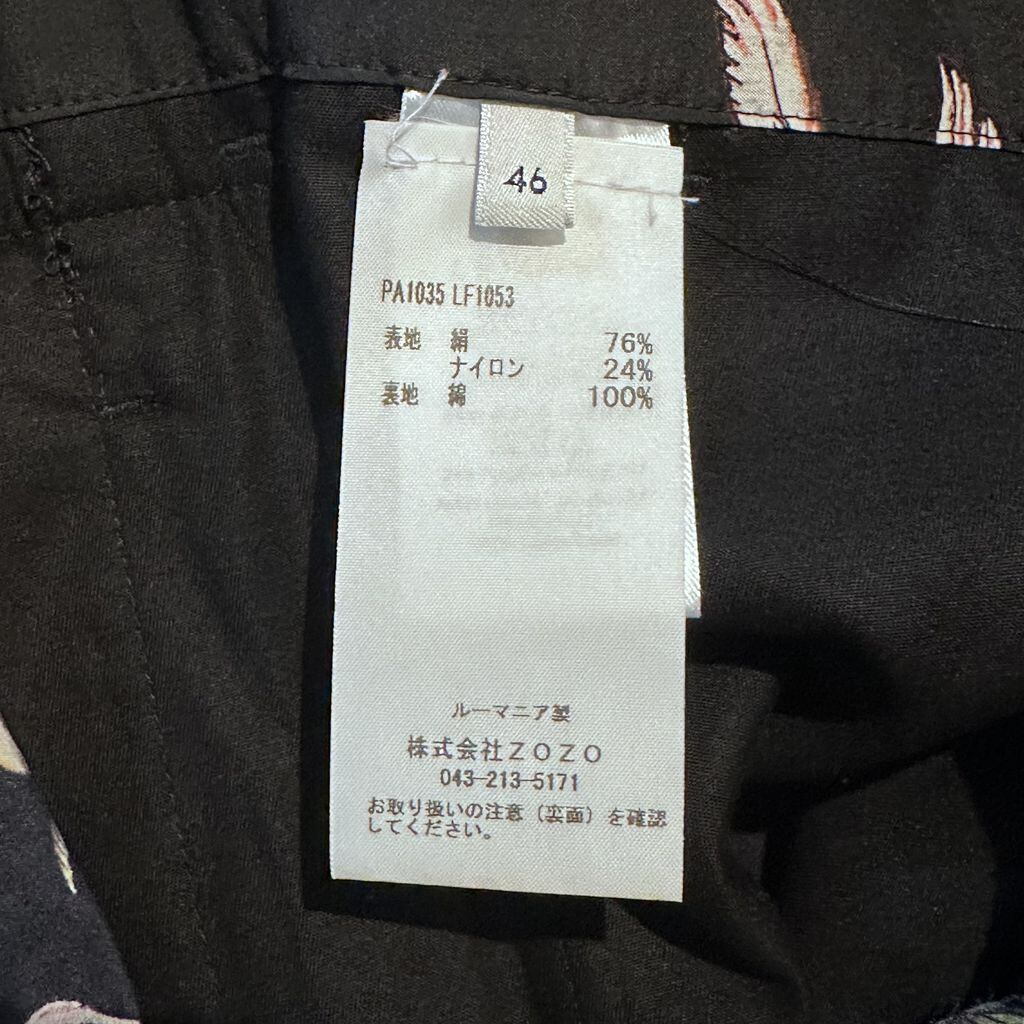 46
PA1035 LF1053
表地 絹 76%
ナイロン 24%
裏地 綿 100%
ルーマニア製
株式会社ZOZO
043-213-5171
お取り扱いの注意（裏面）を確認
してください。